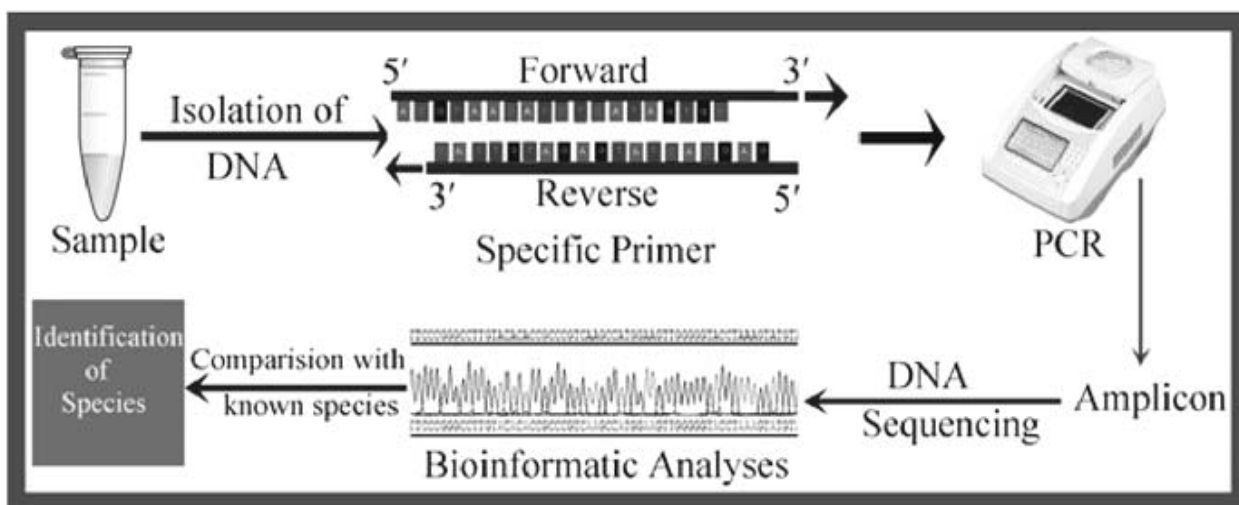 5′ Forward 3′
Isolation of
DNA
3′ Reverse 5′
Sample
Specific Primer
PCR
Amplicon
DNA
Sequencing
Bioinformatic Analyses
Comparision with
known species
Identification
of
Species